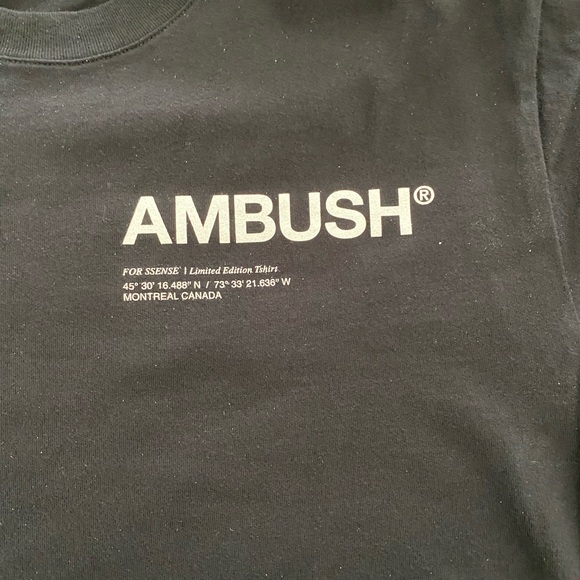 AMBUSH®
FOR SSENSE | Limited Edition Tshirt
45° 30' 16.488" N / 73° 33' 21.636" W
MONTREAL CANADA